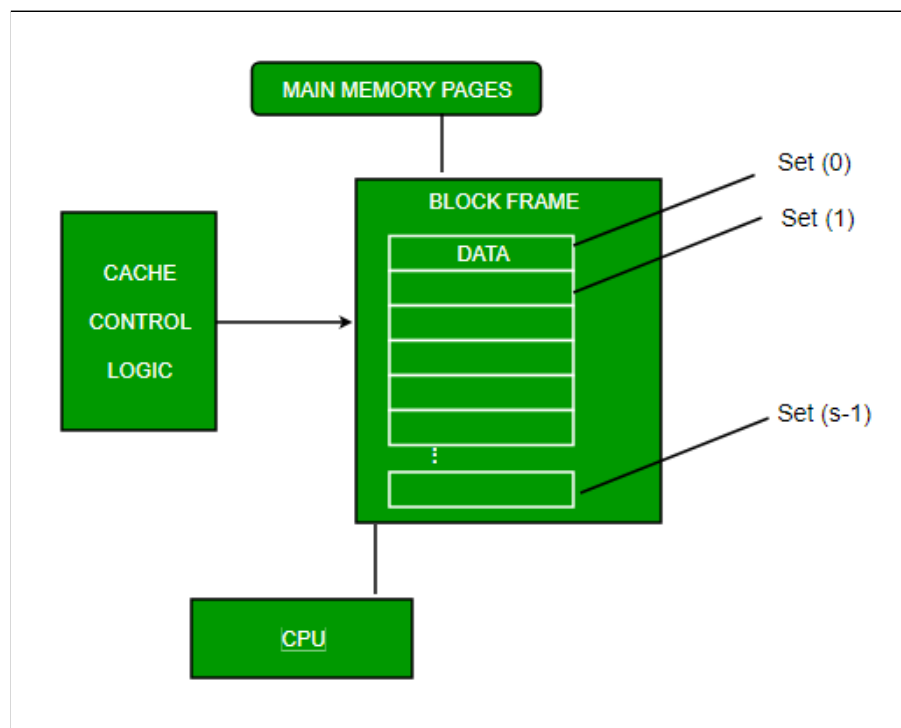 MAIN MEMORY PAGES
Set (0)
BLOCK FRAME
Set (1)
DATA
CACHE
CONTROL
LOGIC
Set (s-1)
CPU